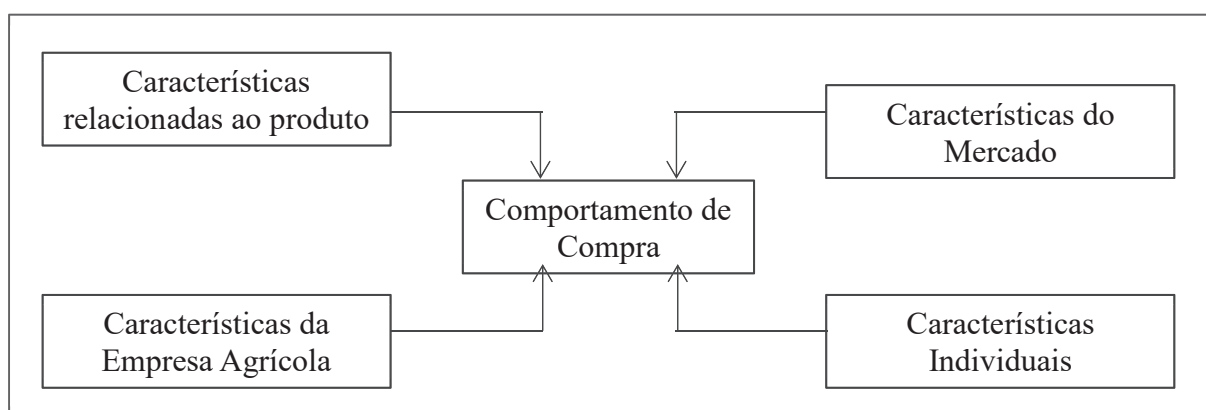 Características
relacionadas ao produto
Características do
Mercado
Comportamento de
Compra
Características da
Empresa Agrícola
Características
Individuais